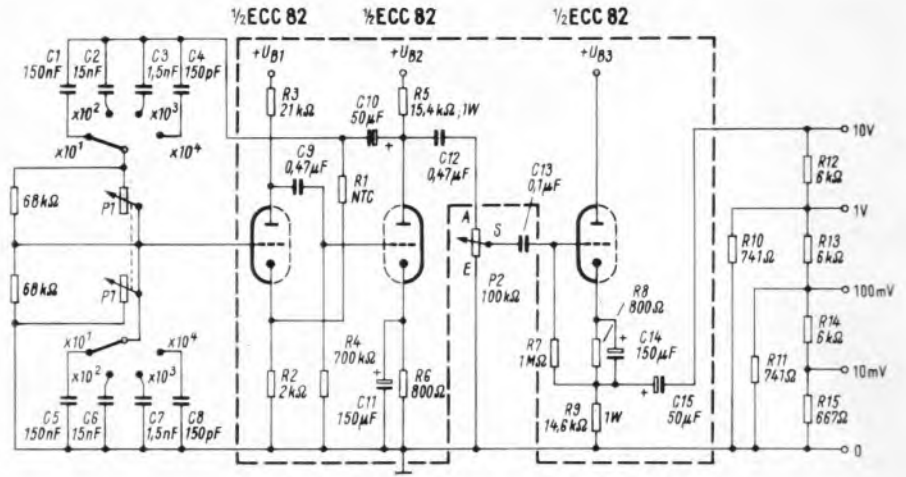 ½ECC 82
½ECC 82
½ECC 82
C1
150nF
C2
15nF
C3
1,5nF
C4
150pF
x10²
x10³
x10¹
x10⁴
+UB1
+UB2
+UB3
R3
21kΩ
C10
50µF
+
R5
15,4kΩ,1W
C9
0,47µF
R1
NTC
C12
0,47µF
C13
0,1µF
68kΩ
P1
68kΩ
P1
A
S
E
P2
100kΩ
R8
800Ω
x10¹
x10⁴
x10²
x10³
C5
150nF
C6
15nF
C7
1,5nF
C8
150pF
R4
700kΩ
R2
2kΩ
+
C11
150µF
R6
800Ω
R7
1MΩ
+
C14
150µF
R9
14,6kΩ
1W
+
C15
50µF
10V
R12
6kΩ
1V
R10
741Ω
R13
6kΩ
100mV
R11
741Ω
R14
6kΩ
10mV
R15
667Ω
0